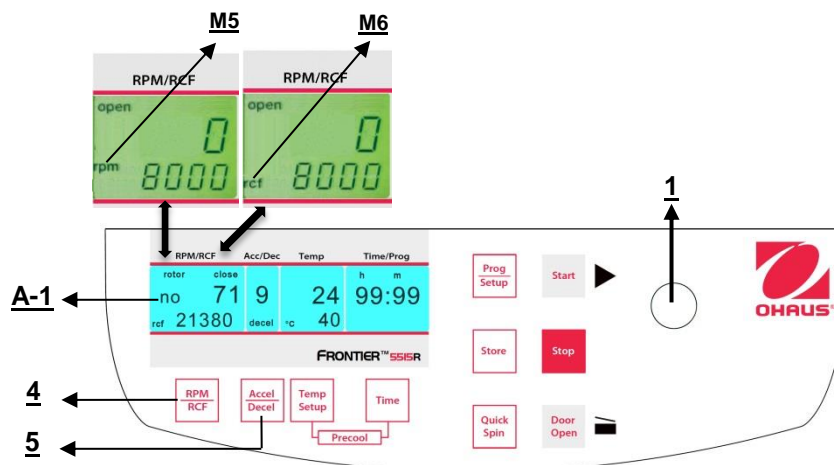 M5
M6
RPM/RCF
RPM/RCF
open
open
0
0
rpm
8000
rcf
8000
1
RPM/RCF Acc/Dec Temp Time/Prog
rotor close h m
A-1
no 71 9 24 99:99
rcf 21380 decel °C 40
FRONTIER™ 5515R
Prog
Setup
Start
OHAUS®
Store
Stop
4
RPM
RCF
Accel
Decel
Temp
Setup
Time
Precool
5
Quick
Spin
Door
Open